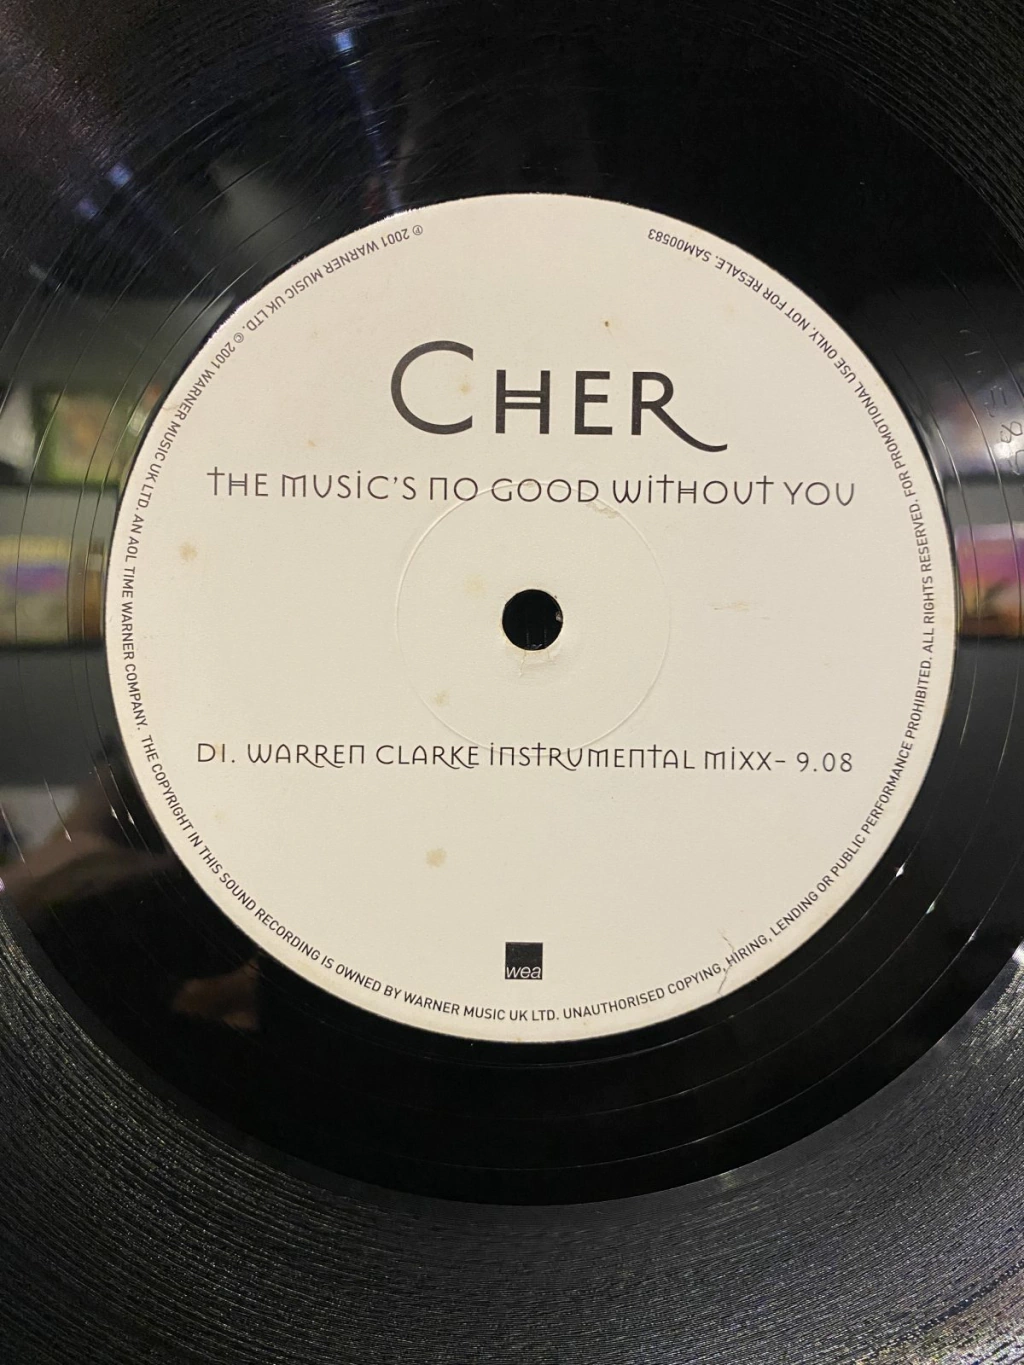 CHER
THE MUSIC'S NO GOOD WITHOUT YOU
D1. WARREN CLARKE INSTRUMENTAL MIXX- 9.08
wea
℗ 2001 WARNER MUSIC UK LTD. © 2001 WARNER MUSIC UK LTD. AN AOL TIME WARNER COMPANY. THE COPYRIGHT IN THIS SOUND RECORDING IS OWNED BY WARNER MUSIC UK LTD. UNAUTHORISED COPYING, HIRING, LENDING OR PUBLIC PERFORMANCE PROHIBITED. ALL RIGHTS RESERVED. FOR PROMOTIONAL USE ONLY, NOT FOR RESALE. SAM00583